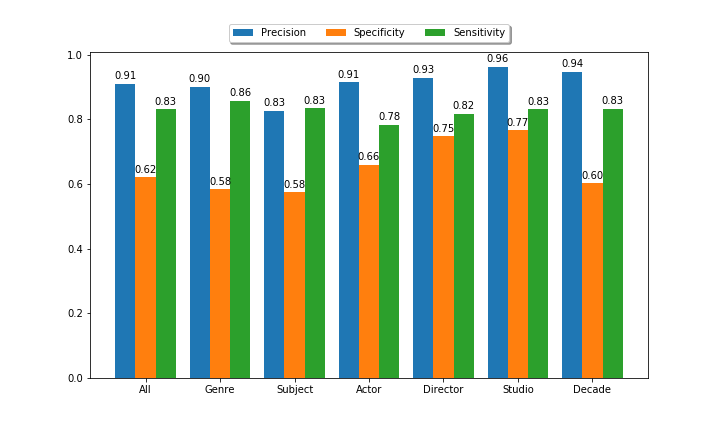 Precision Specificity Sensitivity
1.0
0.8
0.6
0.4
0.2
0.0
0.91 0.62 0.83
0.90 0.58 0.86
0.83 0.58 0.83
0.91 0.66 0.78
0.93 0.75 0.82
0.96 0.77 0.83
0.94 0.60 0.83
All Genre Subject Actor Director Studio Decade